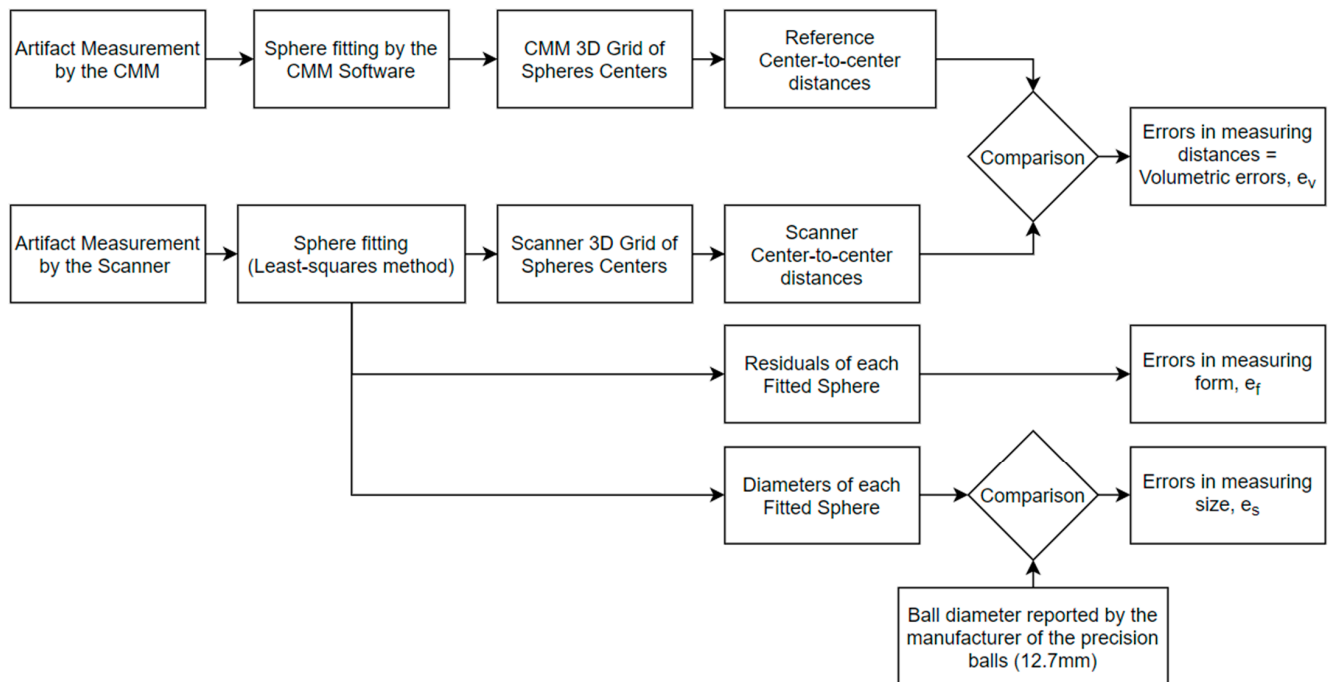 Artifact Measurement
by the CMM
Sphere fitting by the
CMM Software
CMM 3D Grid of
Spheres Centers
Reference
Center-to-center
distances
Comparison
Errors in measuring
distances =
Volumetric errors, ev
Artifact Measurement
by the Scanner
Sphere fitting
(Least-squares method)
Scanner 3D Grid of
Spheres Centers
Scanner
Center-to-center
distances
Residuals of each
Fitted Sphere
Errors in measuring
form, ef
Diameters of each
Fitted Sphere
Comparison
Errors in measuring
size, es
Ball diameter reported by the
manufacturer of the precision
balls (12.7mm)